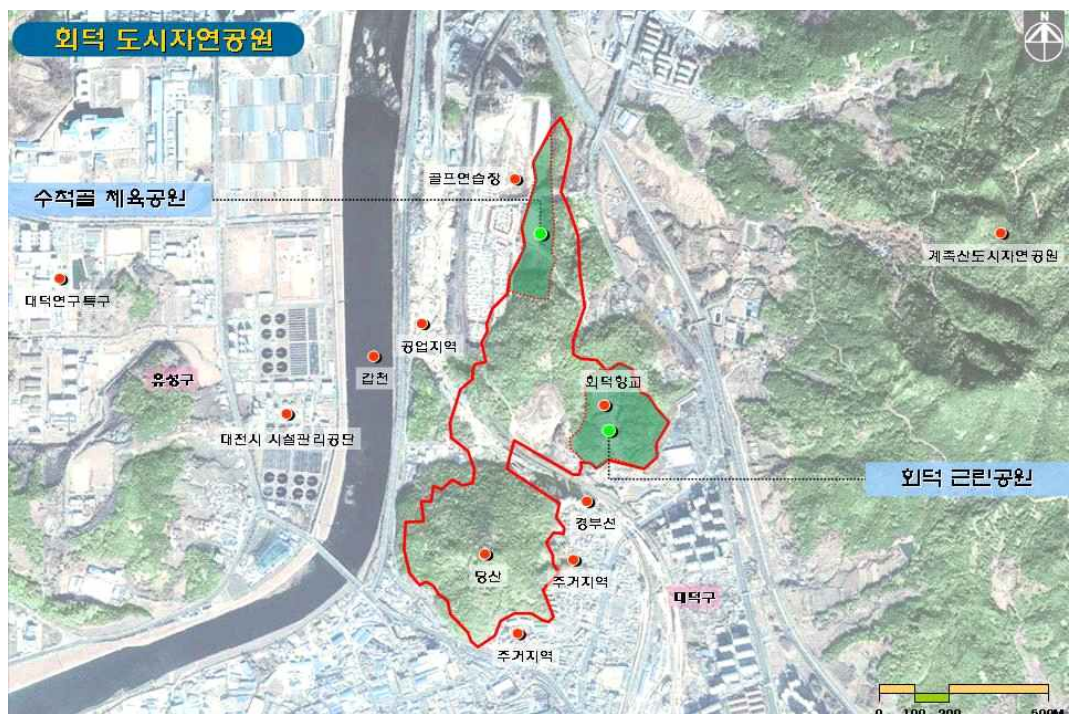 회덕 도시자연공원
N
골프연습장
수척골 체육공원
계족산도시자연공원
대덕연구특구
공업지역
갑천
유성구
회덕향교
대전시 시설관리공단
회덕 근린공원
경부선
당산
주거지역
대덕구
주거지역
0 100 200 500M